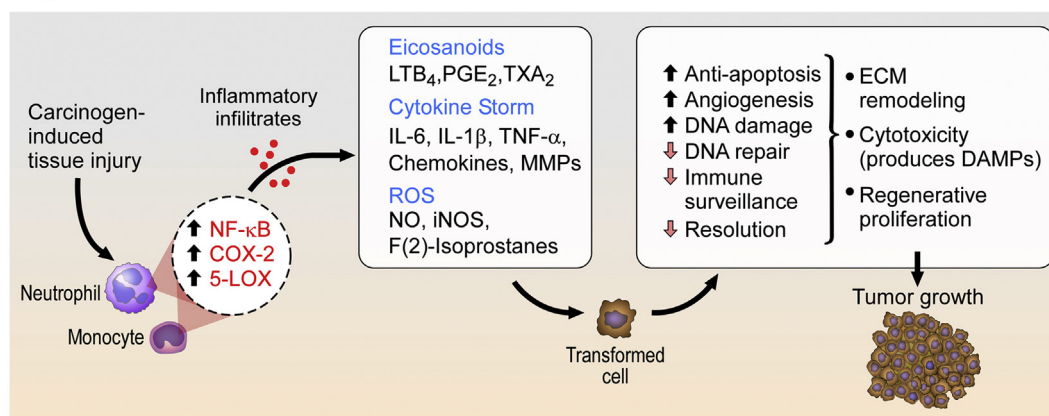 Carcinogen-
induced
tissue injury
Neutrophil
Monocyte
NF-κB
COX-2
5-LOX
Inflammatory
infiltrates
Eicosanoids
LTB₄,PGE₂,TXA₂
Cytokine Storm
IL-6, IL-1β, TNF-α,
Chemokines, MMPs
ROS
NO, iNOS,
F(2)-Isoprostanes
Transformed
cell
Anti-apoptosis
Angiogenesis
DNA damage
DNA repair
Immune
surveillance
Resolution
• ECM
remodeling
• Cytotoxicity
(produces DAMPs)
• Regenerative
proliferation
Tumor growth